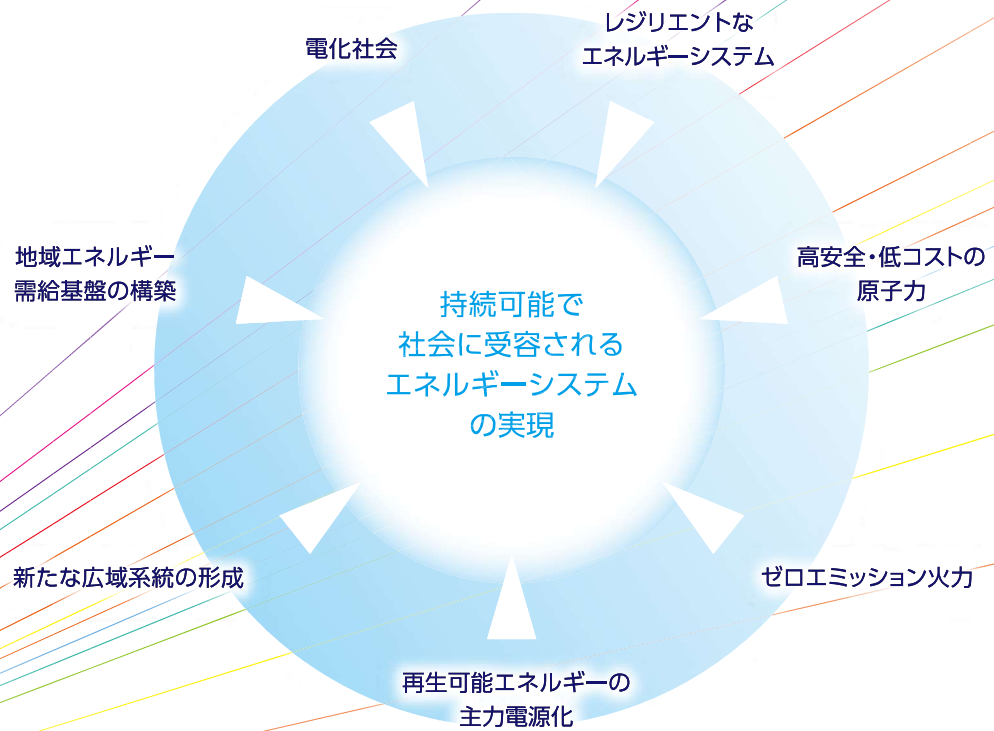 電化社会
レジリエントな
エネルギーシステム
地域エネルギー
需給基盤の構築
高安全・低コストの
原子力
持続可能で
社会に受容される
エネルギーシステム
の実現
新たな広域系統の形成
ゼロエミッション火力
再生可能エネルギーの
主力電源化